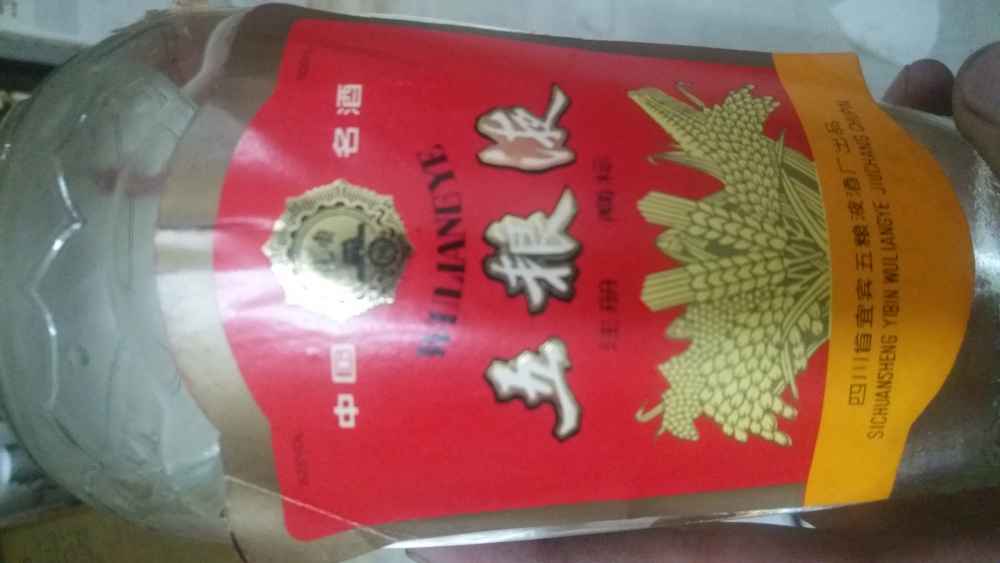 中国 名酒
WULIANGYE
五粮液
注册 商标
四川省宜宾五粮液酒厂出品
SICHUANSHENG YIBIN WULIANGYE JIUCHANG CHUPIN